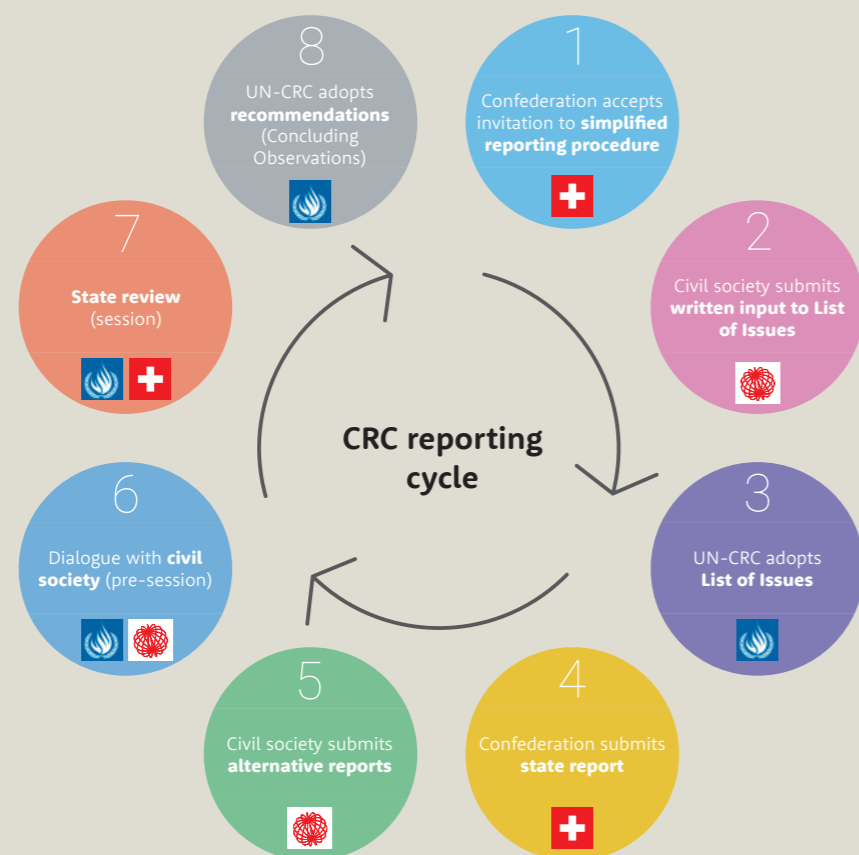 CRC reporting
cycle
1
Confederation accepts
invitation to simplified
reporting procedure
2
Civil society submits
written input to List
of Issues
3
UN-CRC adopts
List of Issues
4
Confederation submits
state report
5
Civil society submits
alternative reports
6
Dialogue with civil
society (pre-session)
7
State review
(session)
8
UN-CRC adopts
recommendations
(Concluding
Observations)